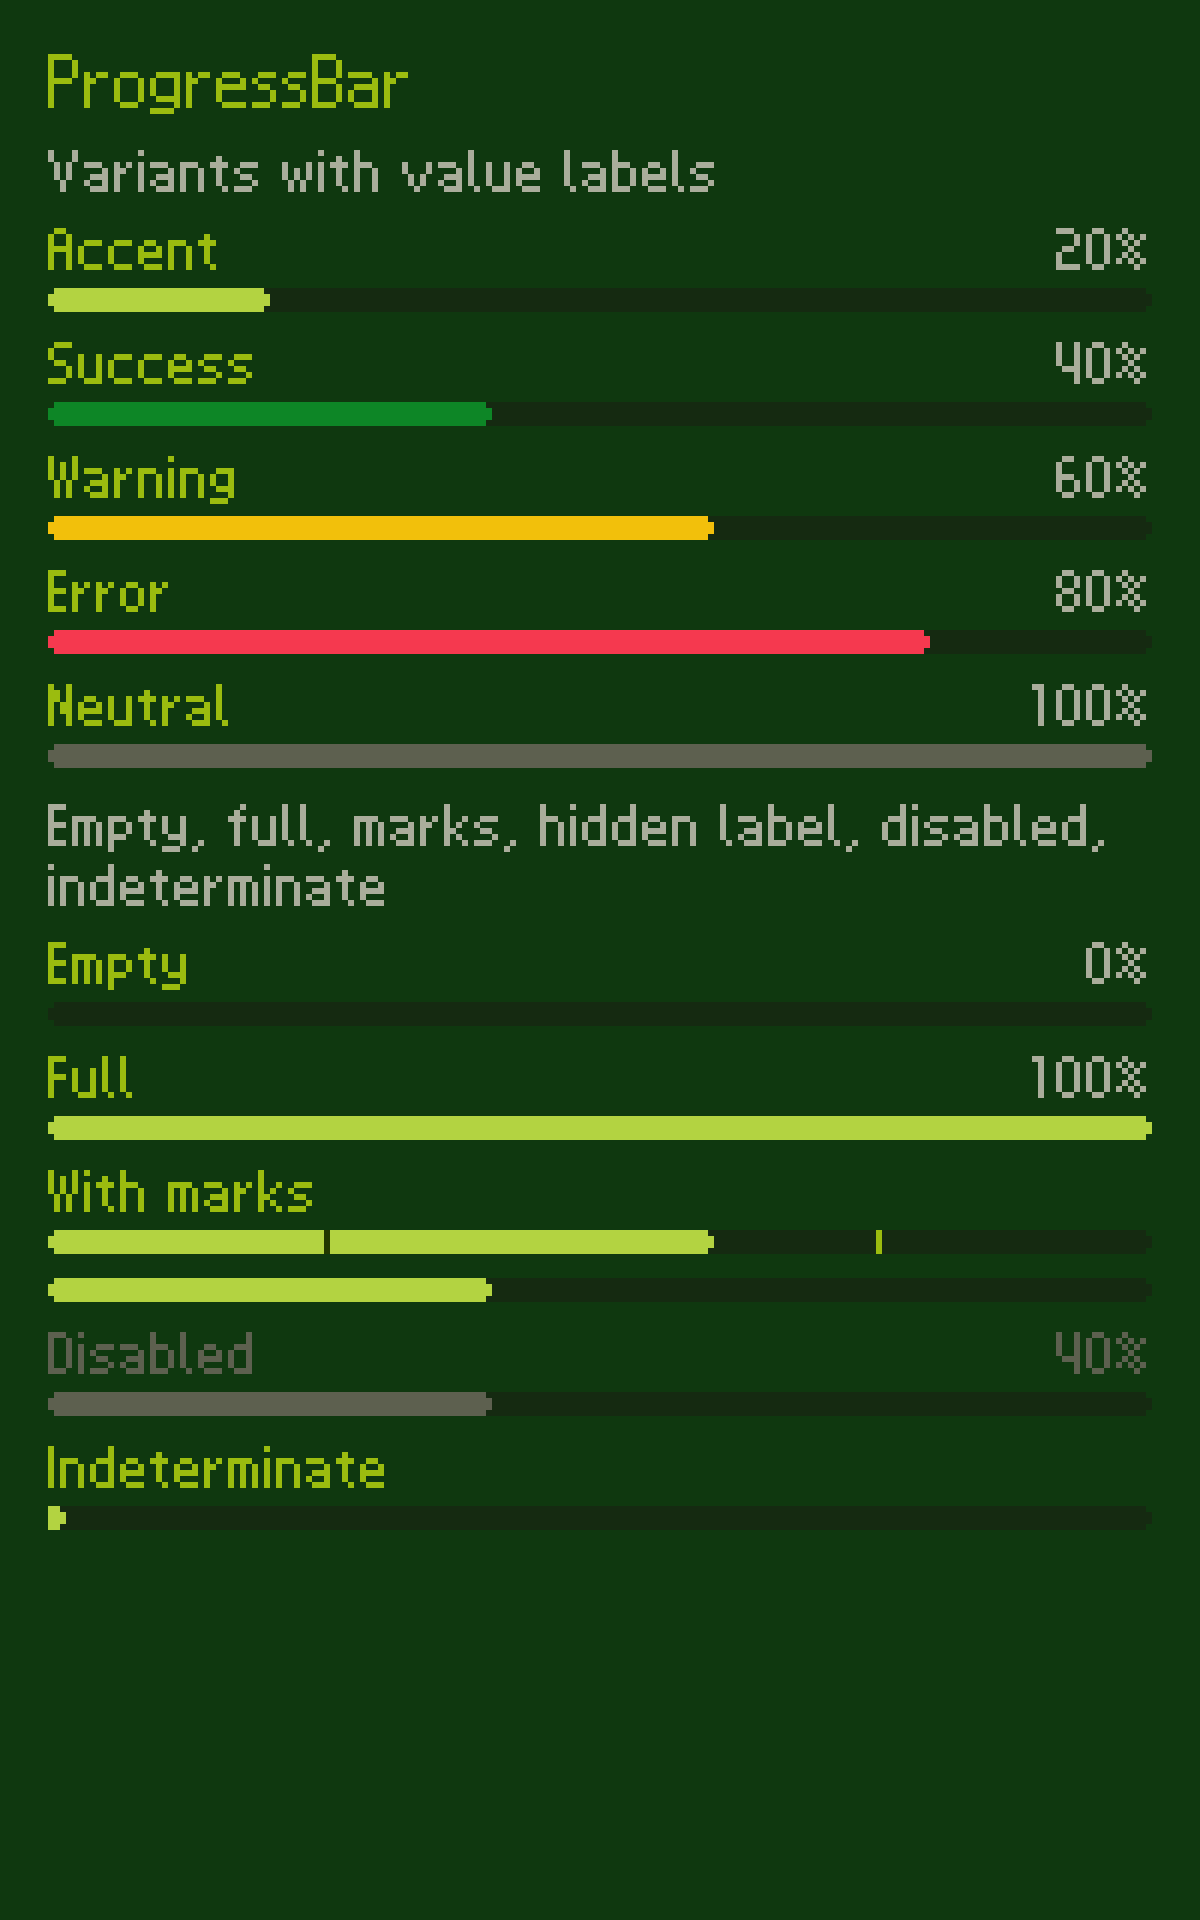 ProgressBar
Variants with value labels
Accent 20%
Success 40%
Warning 60%
Error 80%
Neutral 100%
Empty, full, marks, hidden label, disabled,
indeterminate
Empty 0%
Full 100%
With marks
Disabled 40%
Indeterminate